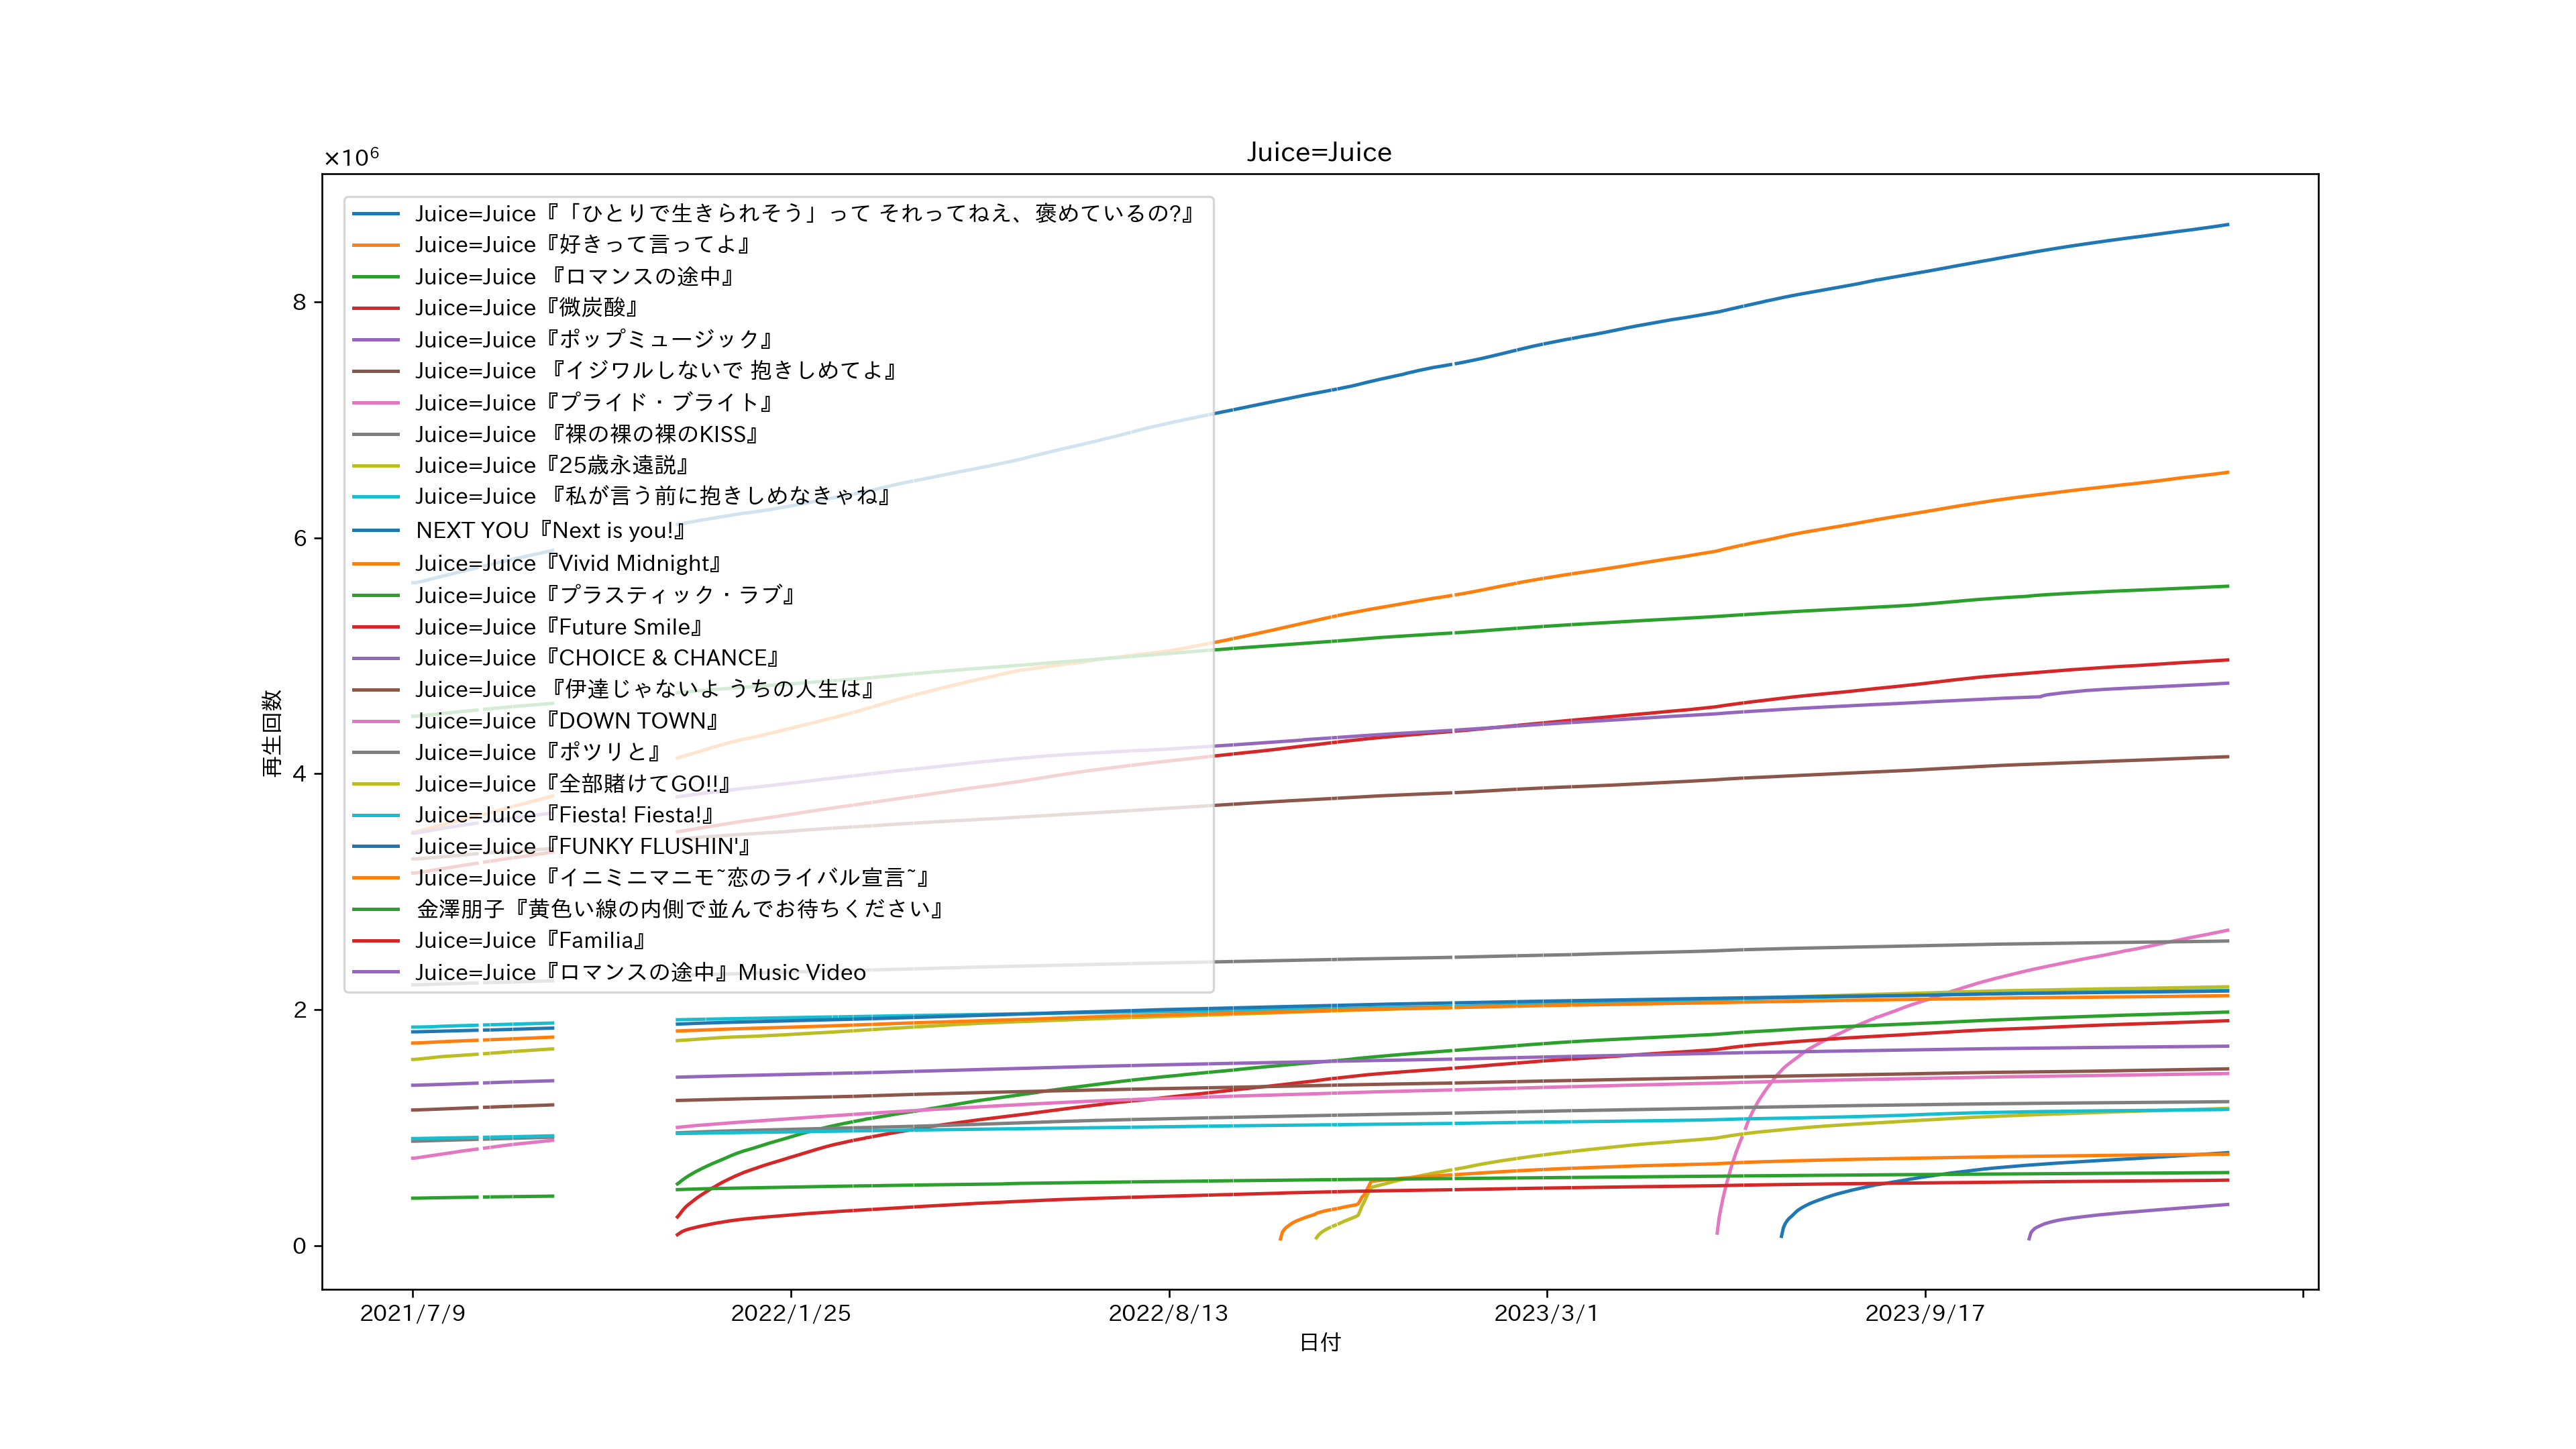 Juice=Juice
×10⁶
Juice=Juice『「ひとりで生きられそう」って それってねえ、褒めているの?』
Juice=Juice『好きって言ってよ』
Juice=Juice 『ロマンスの途中』
Juice=Juice『微炭酸』
Juice=Juice『ポップミュージック』
Juice=Juice 『イジワルしないで 抱きしめてよ』
Juice=Juice『プライド・ブライト』
Juice=Juice 『裸の裸の裸のKISS』
Juice=Juice『25歳永遠説』
Juice=Juice 『私が言う前に抱きしめなきゃね』
NEXT YOU『Next is you!』
Juice=Juice『Vivid Midnight』
Juice=Juice『プラスティック・ラブ』
Juice=Juice『Future Smile』
Juice=Juice『CHOICE & CHANCE』
Juice=Juice 『伊達じゃないよ うちの人生は』
Juice=Juice『DOWN TOWN』
Juice=Juice『ポツリと』
Juice=Juice『全部賭けてGO!!』
Juice=Juice『Fiesta! Fiesta!』
Juice=Juice『FUNKY FLUSHIN'』
Juice=Juice『イニミニマニモ~恋のライバル宣言~』
金澤朋子『黄色い線の内側で並んでお待ちください』
Juice=Juice『Familia』
Juice=Juice『ロマンスの途中』Music Video
8
6
4
2
0
再生回数
2021/7/9
2022/1/25
2022/8/13
2023/3/1
2023/9/17
日付